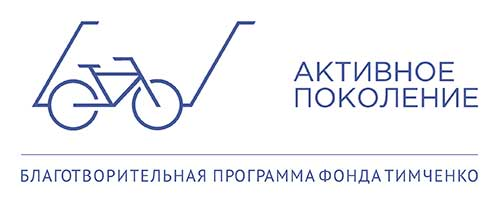 АКТИВНОЕ
ПОКОЛЕНИЕ
БЛАГОТВОРИТЕЛЬНАЯ ПРОГРАММА ФОНДА ТИМЧЕНКО